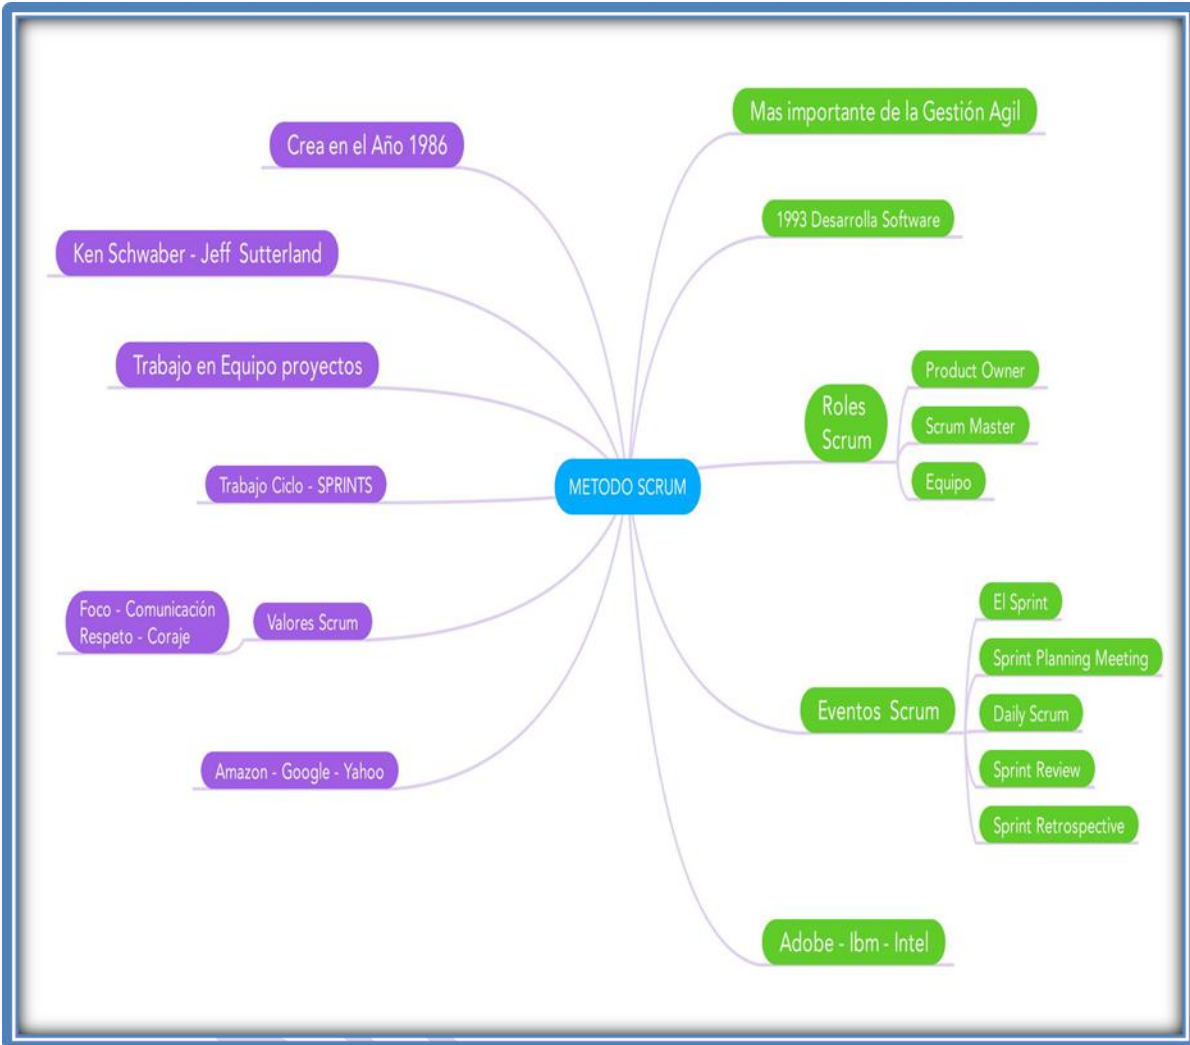 Crea en el Año 1986
Ken Schwaber - Jeff Sutterland
Trabajo en Equipo proyectos
Trabajo Ciclo - SPRINTS
Valores Scrum
Foco - Comunicación
Respeto - Coraje
Amazon - Google - Yahoo
METODO SCRUM
Mas importante de la Gestión Agil
1993 Desarrolla Software
Roles
Scrum
Product Owner
Scrum Master
Equipo
Eventos Scrum
El Sprint
Sprint Planning Meeting
Daily Scrum
Sprint Review
Sprint Retrospective
Adobe - Ibm - Intel